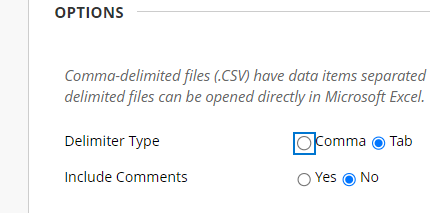 OPTIONS
Comma-delimited files (.CSV) have data items separated
delimited files can be opened directly in Microsoft Excel.
Delimiter Type Comma Tab
Include Comments Yes No